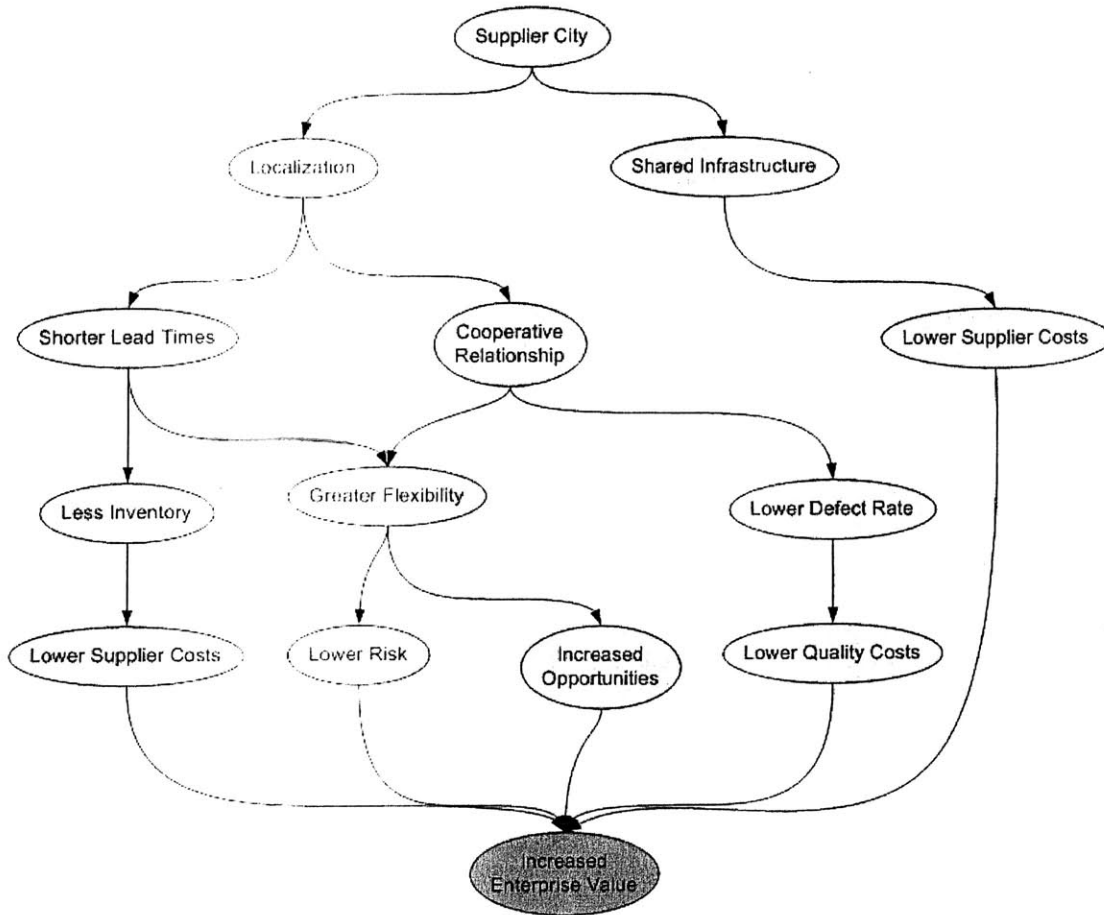 Supplier City
Localization
Shared Infrastructure
Shorter Lead Times
Cooperative
Relationship
Lower Supplier Costs
Greater Flexibility
Less Inventory
Lower Defect Rate
Lower Supplier Costs
Lower Risk
Increased
Opportunities
Lower Quality Costs
Increased
Enterprise Value